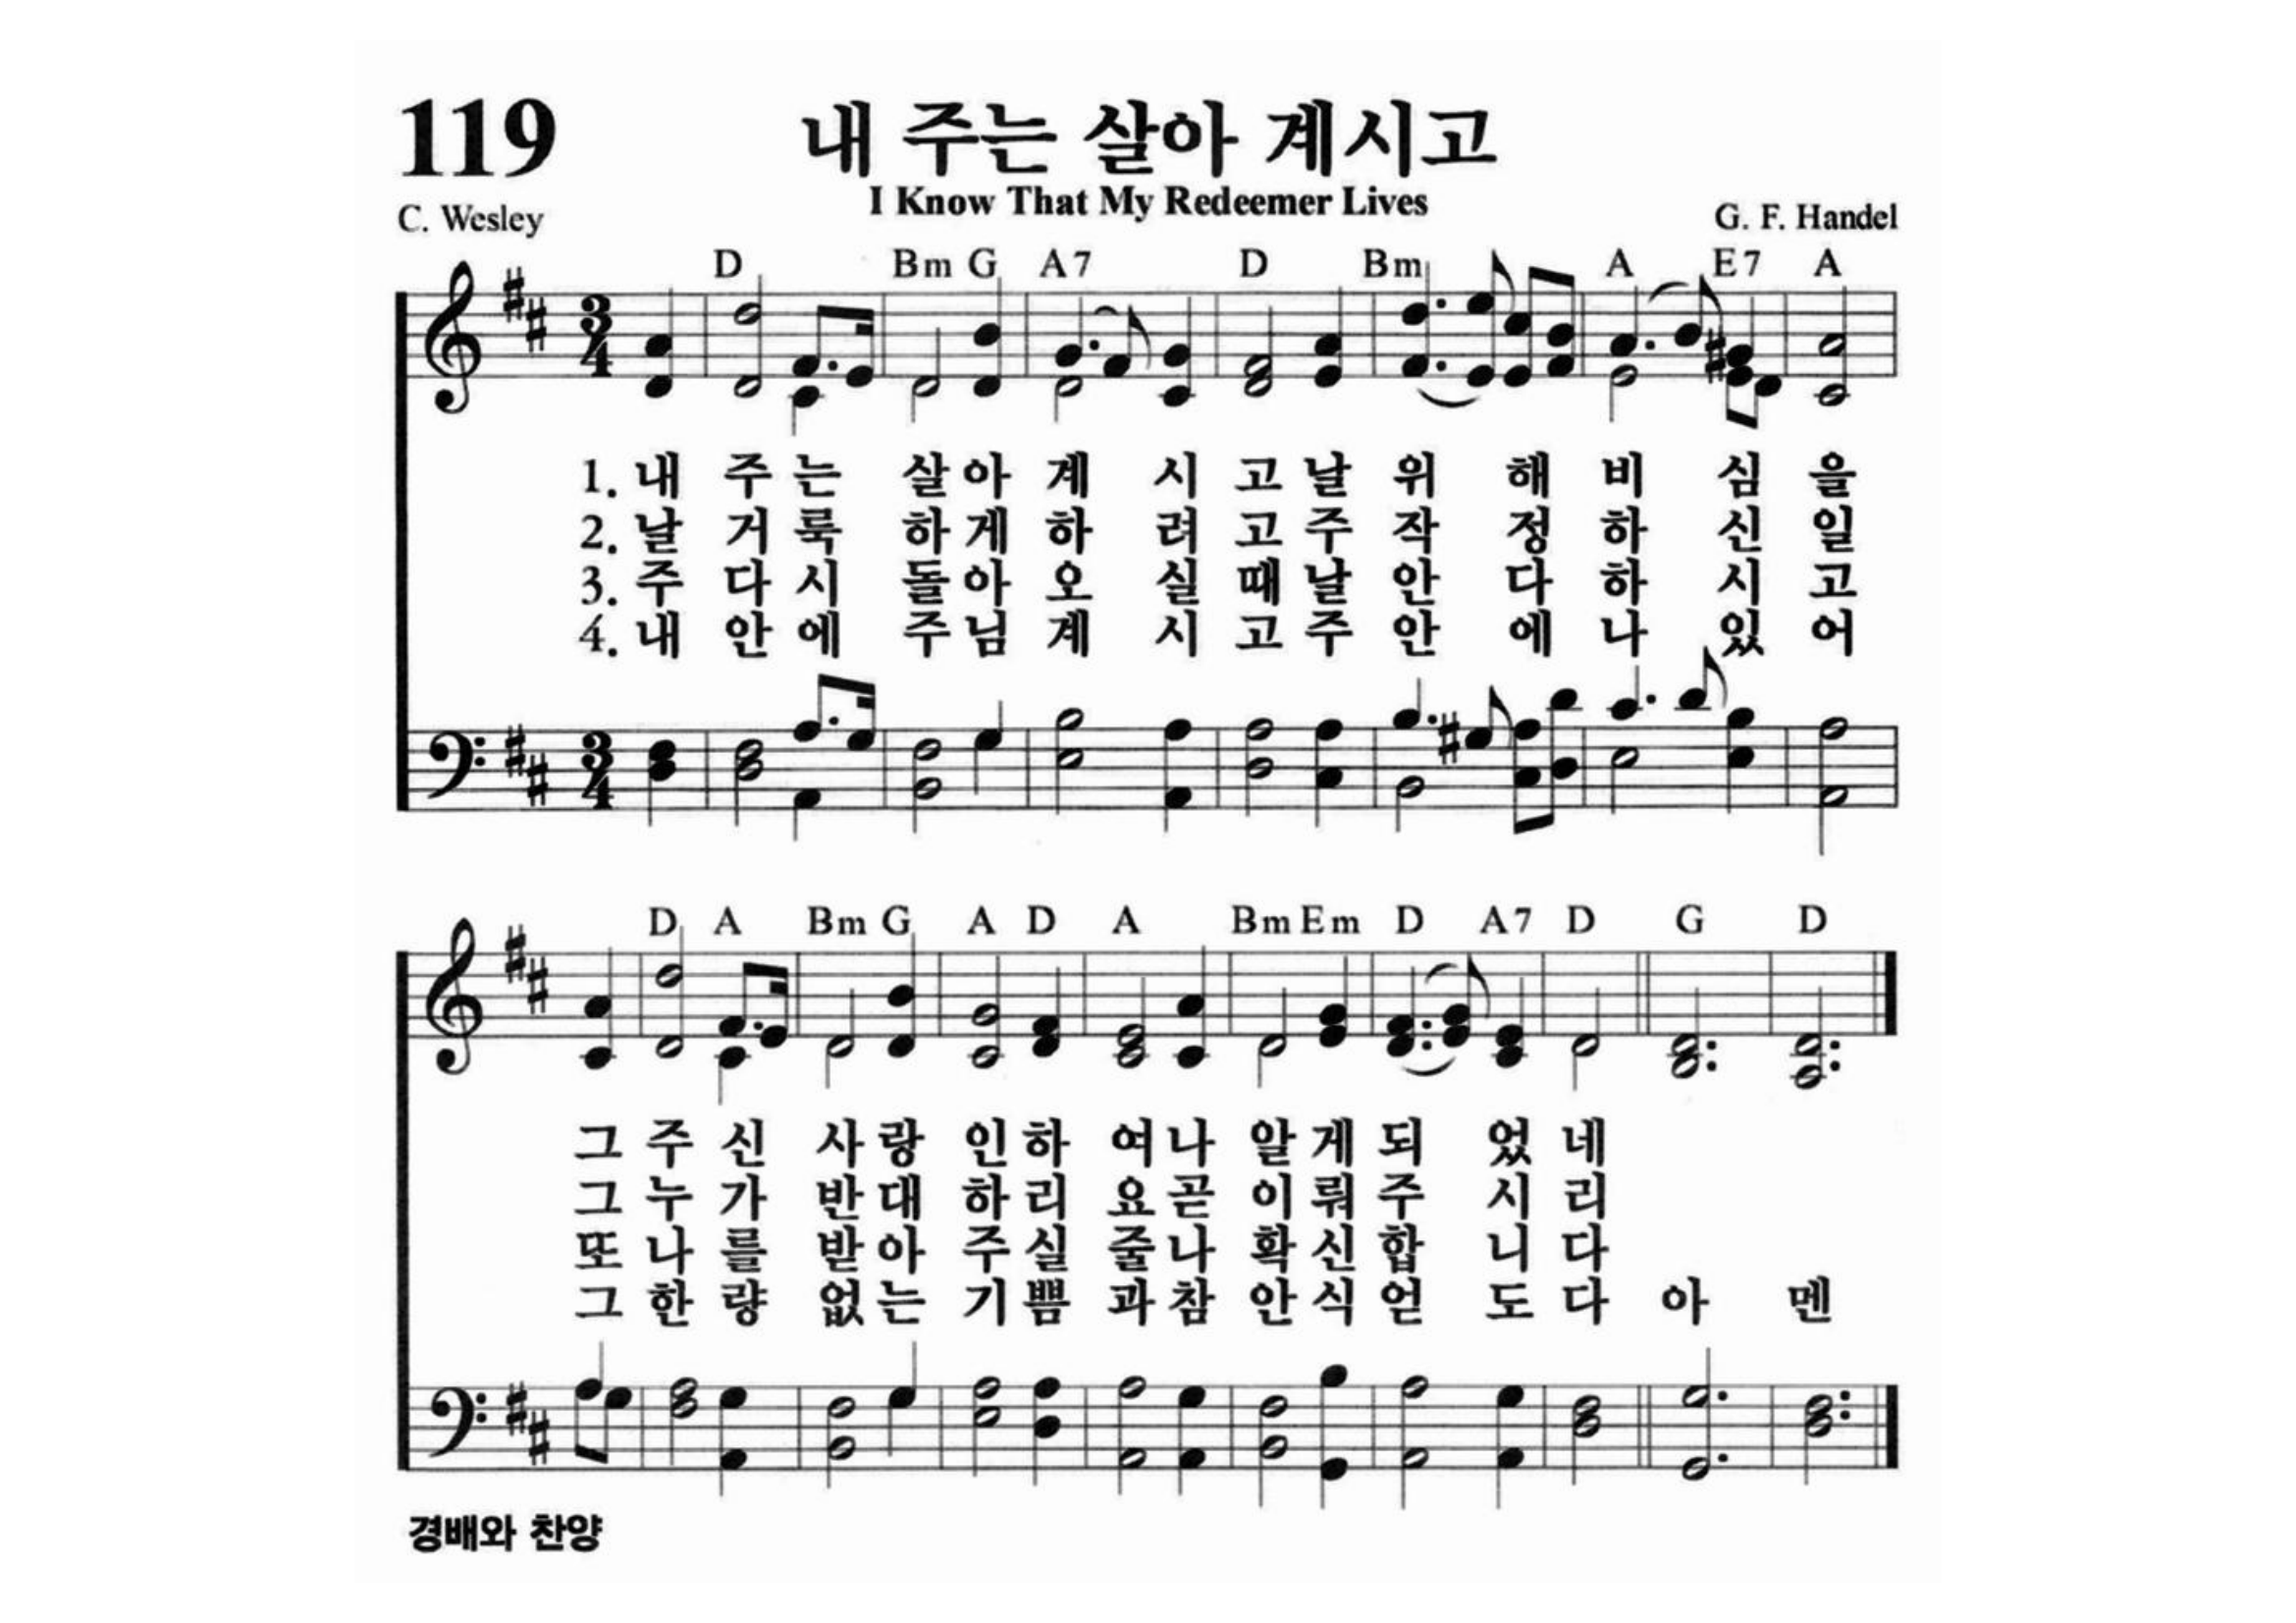 119
내 주는 살아 계시고
I Know That My Redeemer Lives
C. Wesley
G. F. Handel
D Bm G A7 D Bm A E7 A
3 4
1. 내 주 는 살 아 계 시 고 날 위 해 비 심 을
2. 날 거 룩 하 게 하 려 고 주 작 정 하 신 일
3. 주 다 시 돌 아 오 실 때 날 안 다 하 시 고
4. 내 안 에 주 님 계 시 고 주 안 에 나 있 어
3 4
D A Bm G A D A Bm Em D A7 D G D
그 주 신 사 랑 인 하 여 나 알 게 되 었 네
그 누 가 반 대 하 리 요 곧 이 뤄 주 시 리
또 나 를 받 아 주 실 줄 나 확 신 합 니 다
그 한 량 없 는 기 쁨 과 참 안 식 얻 도 다 아 멘
경배와 찬양